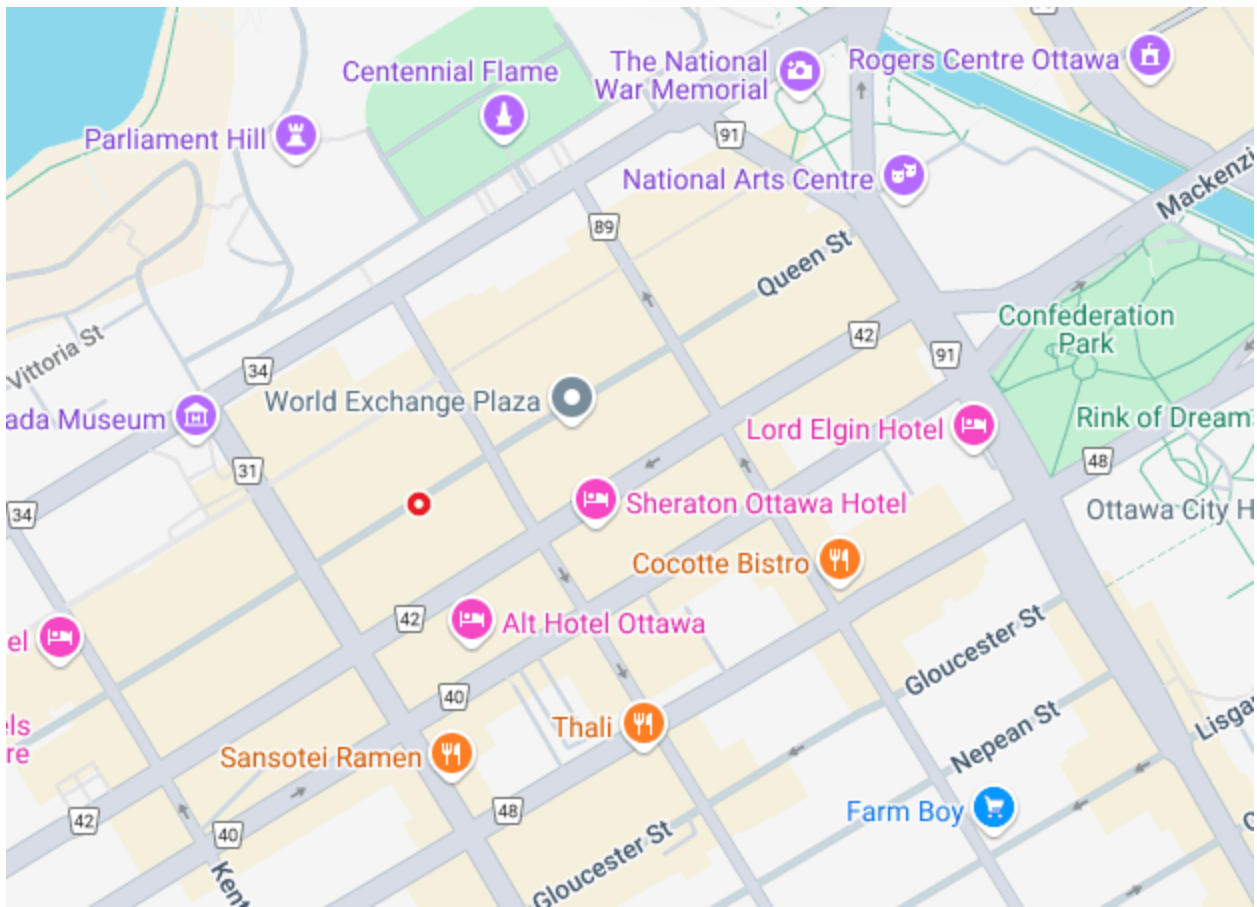 Centennial Flame
The National
War Memorial
Rogers Centre Ottawa
Parliament Hill
91
National Arts Centre
Mackenzi
89
Queen St
Vittoria St
34
42
Confederation
Park
91
World Exchange Plaza
ada Museum
Lord Elgin Hotel
Rink of Dream
31
48
34
Sheraton Ottawa Hotel
Ottawa City H
Cocotte Bistro
42
Alt Hotel Ottawa
el
Gloucester St
40
Thali
els
re
Nepean St
Lisga
Sansotei Ramen
48
42
40
Farm Boy
Gloucester St
Kent